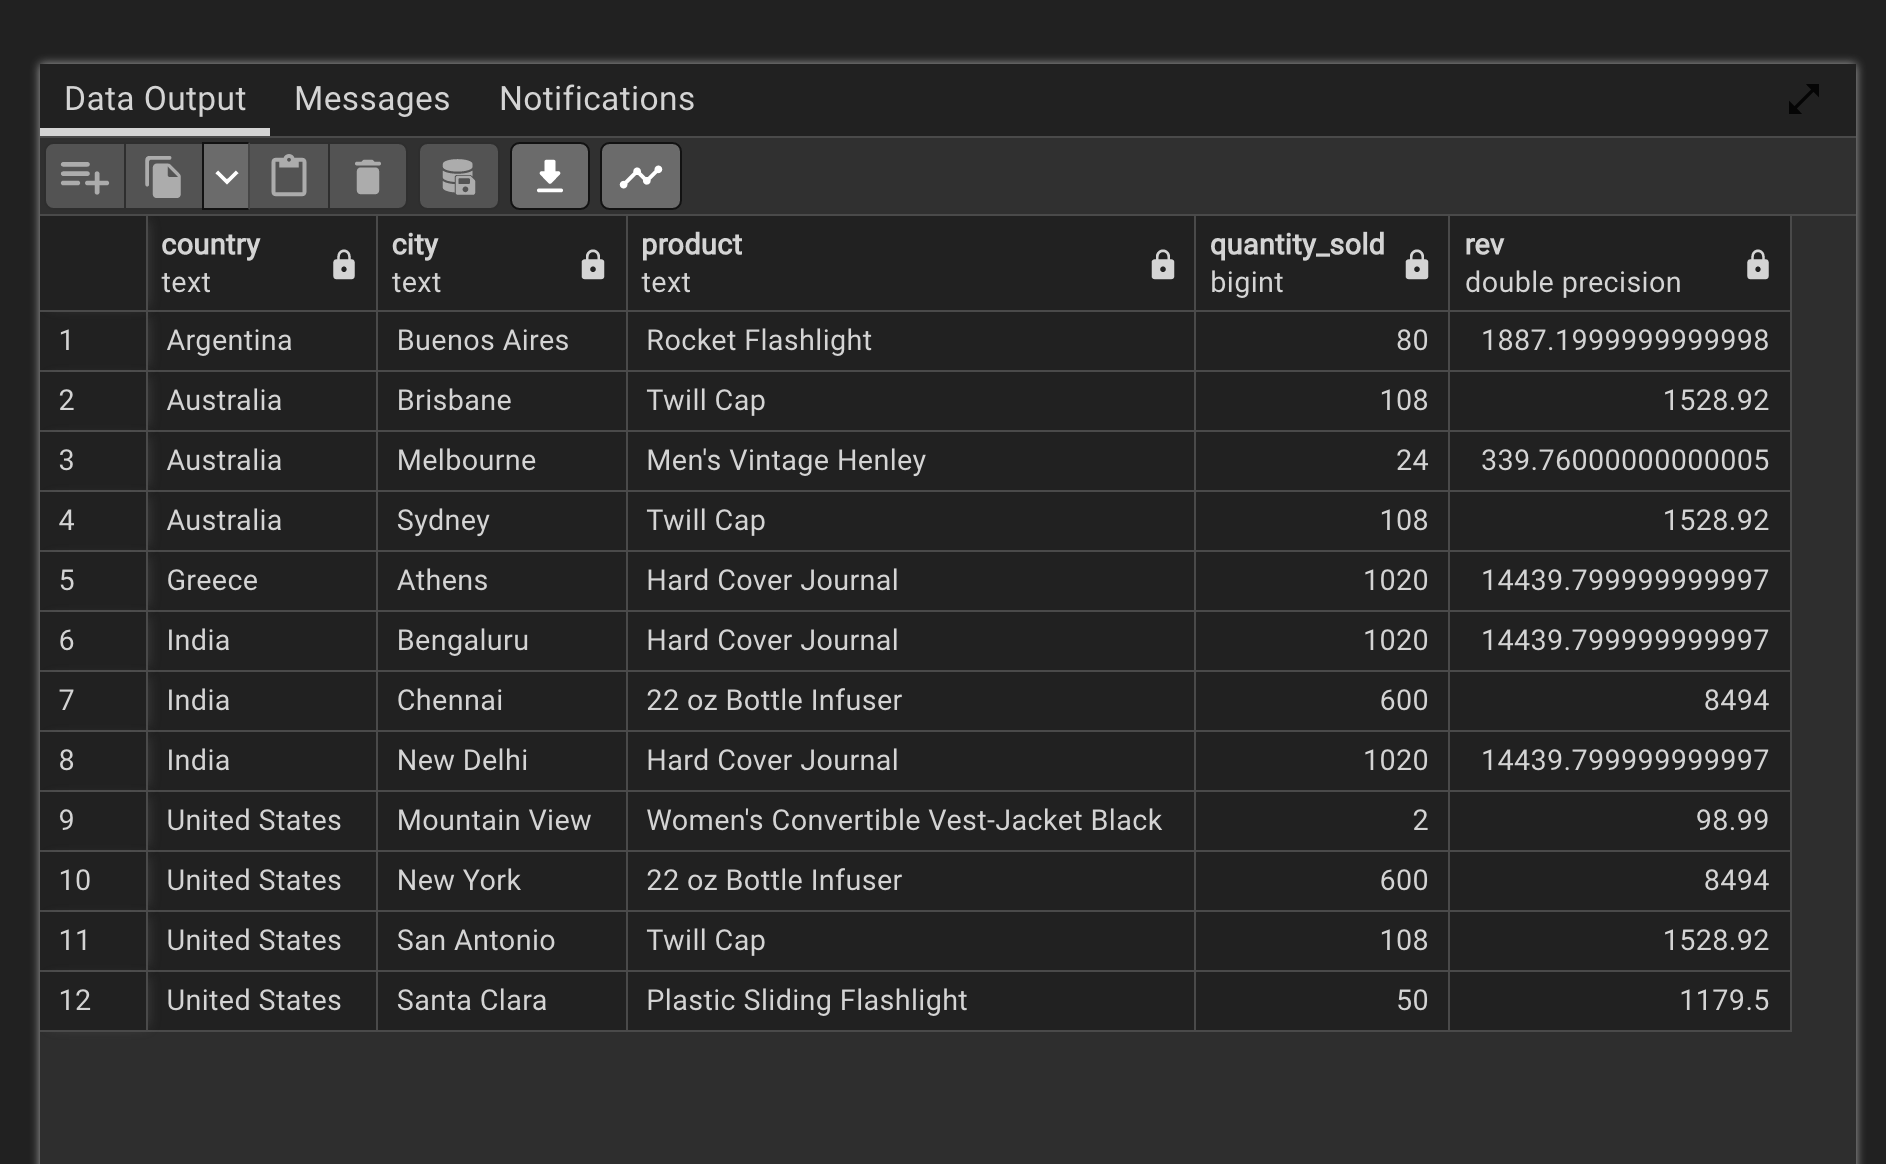 Data Output Messages Notifications
country city product quantity_sold rev
text text text bigint double precision
1 Argentina Buenos Aires Rocket Flashlight 80 1887.1999999999998
2 Australia Brisbane Twill Cap 108 1528.92
3 Australia Melbourne Men's Vintage Henley 24 339.76000000000005
4 Australia Sydney Twill Cap 108 1528.92
5 Greece Athens Hard Cover Journal 1020 14439.799999999997
6 India Bengaluru Hard Cover Journal 1020 14439.799999999997
7 India Chennai 22 oz Bottle Infuser 600 8494
8 India New Delhi Hard Cover Journal 1020 14439.799999999997
9 United States Mountain View Women's Convertible Vest-Jacket Black 2 98.99
10 United States New York 22 oz Bottle Infuser 600 8494
11 United States San Antonio Twill Cap 108 1528.92
12 United States Santa Clara Plastic Sliding Flashlight 50 1179.5